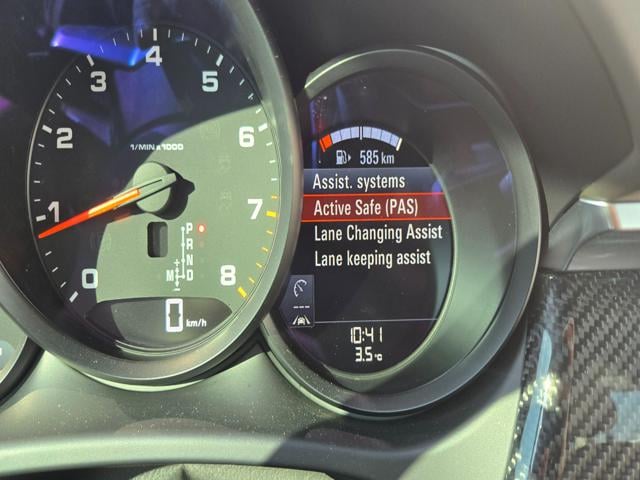 4
3
5
2
1/MIN x 1000
6
1
7
P
R
N
+
M D
-
0
8
0 km/h
585 km
Assist. systems
Active Safe (PAS)
Lane Changing Assist
Lane keeping assist
---
10:41
3.5°C